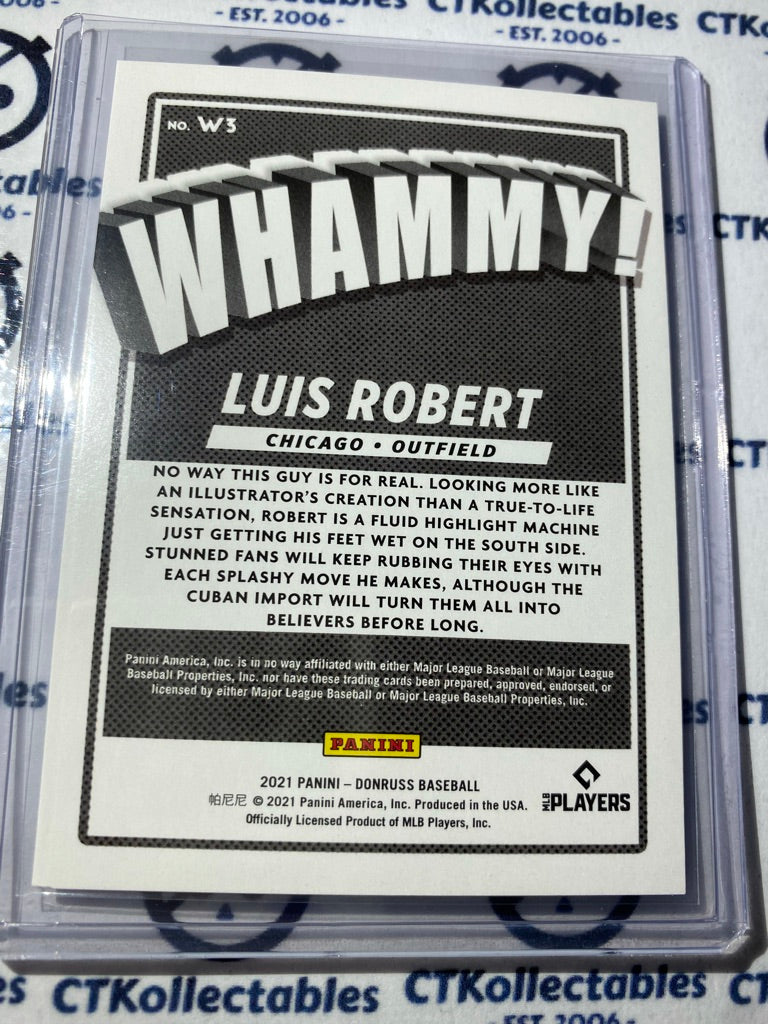 CTKollectables
CTKo
- EST. 2006 -
- EST. 2006 -
NO. W3
WHAMMY!
LUIS ROBERT
CHICAGO • OUTFIELD
NO WAY THIS GUY IS FOR REAL. LOOKING MORE LIKE
AN ILLUSTRATOR'S CREATION THAN A TRUE-TO-LIFE
SENSATION, ROBERT IS A FLUID HIGHLIGHT MACHINE
JUST GETTING HIS FEET WET ON THE SOUTH SIDE.
STUNNED FANS WILL KEEP RUBBING THEIR EYES WITH
EACH SPLASHY MOVE HE MAKES, ALTHOUGH THE
CUBAN IMPORT WILL TURN THEM ALL INTO
BELIEVERS BEFORE LONG.
Panini America, Inc. is in no way affiliated with either Major League Baseball or Major League
Baseball Properties, Inc. nor have these trading cards been prepared, approved, endorsed, or
licensed by either Major League Baseball or Major League Baseball Properties, Inc.
PANINI
2021 PANINI – DONRUSS BASEBALL
帕尼尼 © 2021 Panini America, Inc. Produced in the USA.
Officially Licensed Product of MLB Players, Inc.
MLB PLAYERS
CTKollectables
CTKollectables
EST. 2006 -